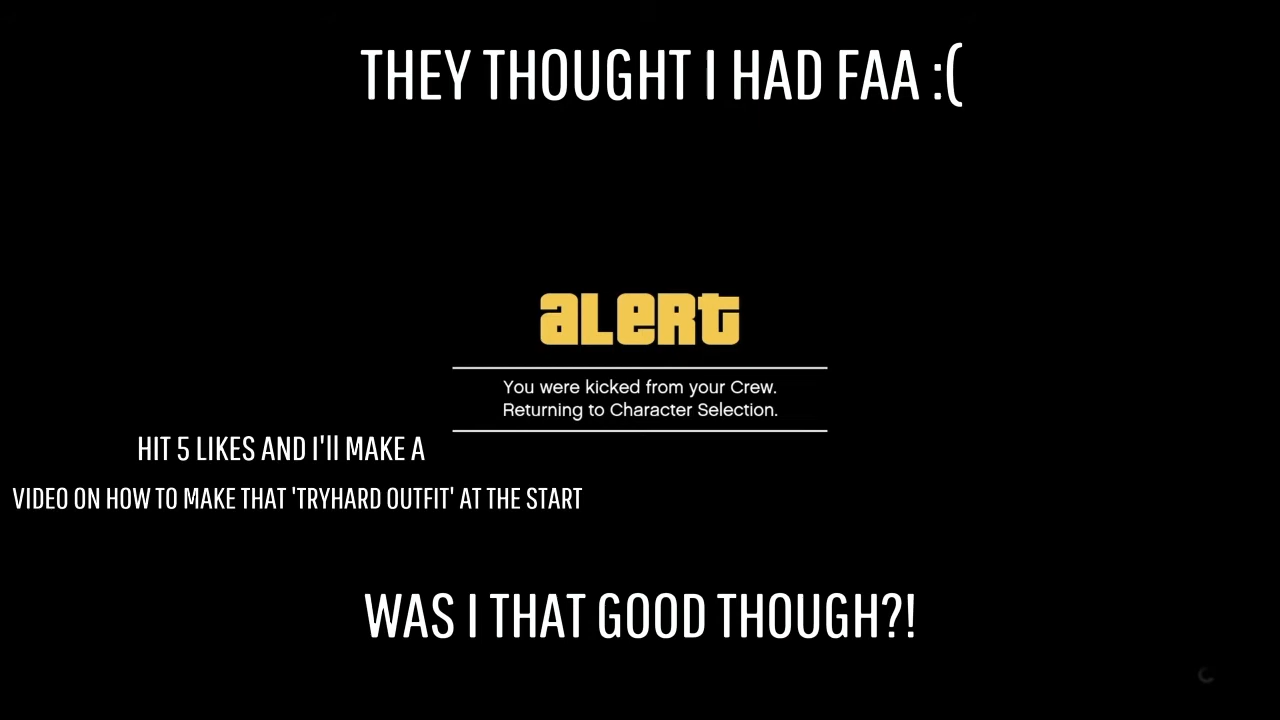 THEY THOUGHT I HAD FAA :(
aLeRt
You were kicked from your Crew.
Returning to Character Selection.
HIT 5 LIKES AND I'll MAKE A
VIDEO ON HOW TO MAKE THAT 'TRYHARD OUTFIT' AT THE START
WAS I THAT GOOD THOUGH?!